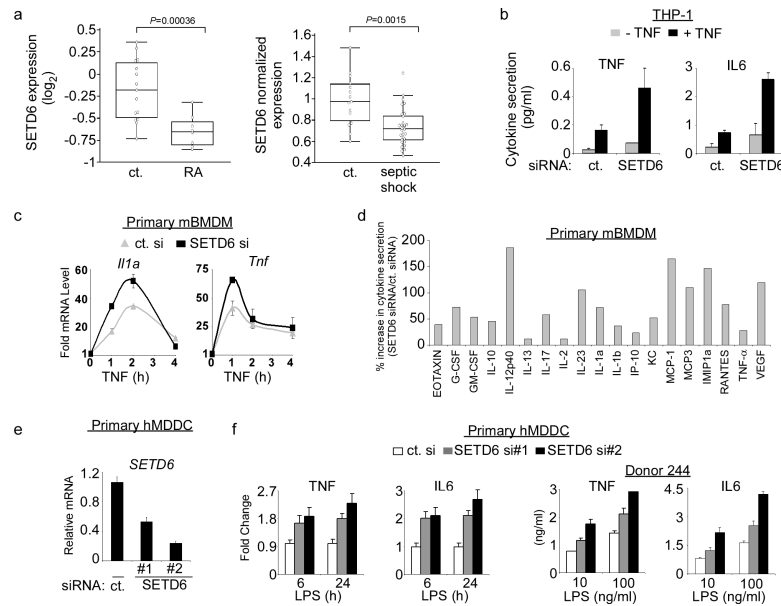 a
P=0.00036
SETD6 expression
(log2)
0.5
0.25
0
-0.25
-0.5
-0.75
-1
ct.
RA
P=0.0015
SETD6 normalized
expression
1.6
1.4
1.2
1.0
0.8
0.6
0.4
ct.
septic
shock
b
THP-1
- TNF
+ TNF
Cytokine secretion
(pg/ml)
TNF
0.6
0.4
0.2
0
IL6
3
2
1
0
siRNA:
ct.
SETD6
ct.
SETD6
c
Primary mBMDM
ct. si
SETD6 si
Fold mRNA Level
Il1a
60
40
20
1
0
1
2
4
TNF (h)
Tnf
75
50
25
1
0
1
2
4
TNF (h)
d
Primary mBMDM
% increase in cytokine secretion
(SETD6 siRNA/ct. siRNA)
200
150
100
50
0
EOTAXIN
G-CSF
GM-CSF
IL-10
IL-12p40
IL-13
IL-17
IL-2
IL-23
IL-1a
IL-1b
IP-10
KC
MCP-1
MCP3
IMIP1a
RANTES
TNF-α
VEGF
e
Primary hMDDC
SETD6
Relative mRNA
1.2
0.8
0.4
0
#1
#2
siRNA:
ct.
SETD6
f
Primary hMDDC
ct. si
SETD6 si#1
SETD6 si#2
Fold Change
TNF
2.7
1.8
0.9
0
6
24
LPS (h)
IL6
3
2
1
0
6
24
LPS (h)
Donor 244
(ng/ml)
TNF
3
2
1
0
10
100
LPS (ng/ml)
IL6
4.5
3.0
1.5
0
10
100
LPS (ng/ml)